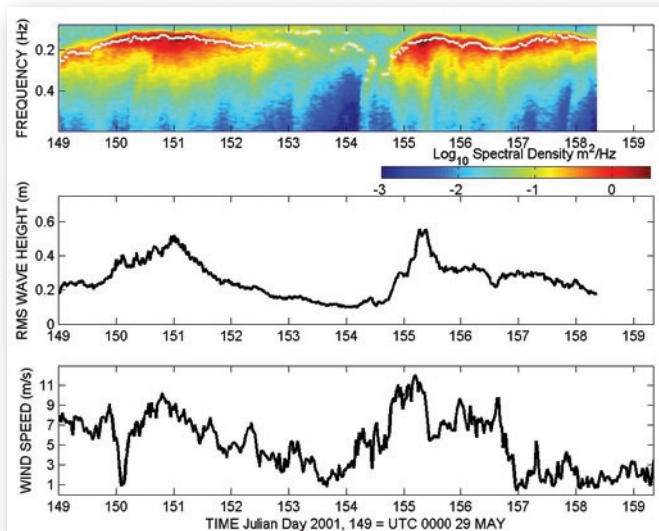 FREQUENCY (Hz)
0.2
0.4
149 150 151 152 153 154 155 156 157 158 159
Log10 Spectral Density m²/Hz
-3 -2 -1 0
RMS WAVE HEIGHT (m)
0.6
0.4
0.2
0
149 150 151 152 153 154 155 156 157 158 159
WIND SPEED (m/s)
11
9
7
5
3
1
149 150 151 152 153 154 155 156 157 158 159
TIME Julian Day 2001, 149 = UTC 0000 29 MAY